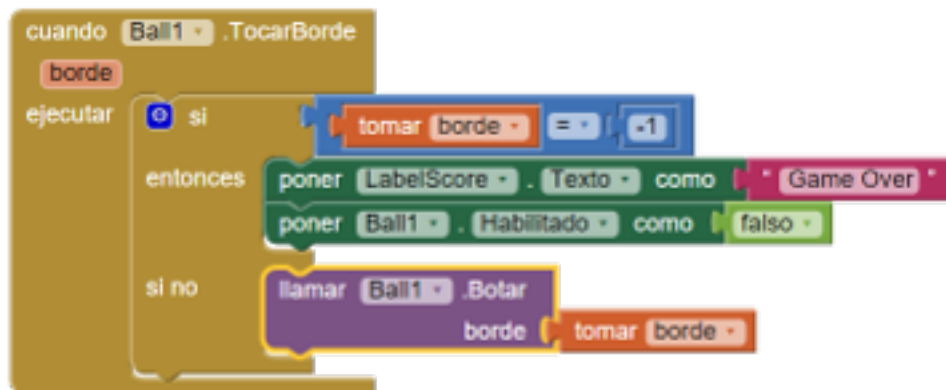 cuando Ball1 .TocarBorde
borde
ejecutar si tomar borde = -1
entonces poner LabelScore . Texto como " Game Over "
poner Ball1 . Habilitado como falso
si no llamar Ball1 .Botar
borde tomar borde